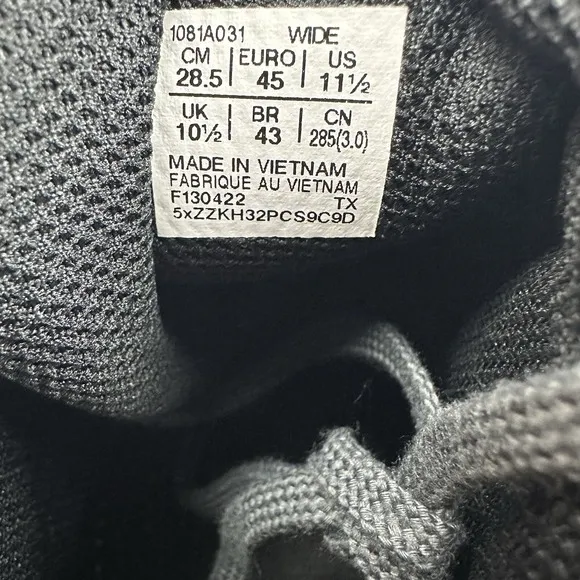 1081A031 WIDE
CM EURO US
28.5 45 11½
UK BR CN
10½ 43 285(3.0)
MADE IN VIETNAM
FABRIQUE AU VIETNAM
F130422 TX
5xZZKH32PCS9C9D